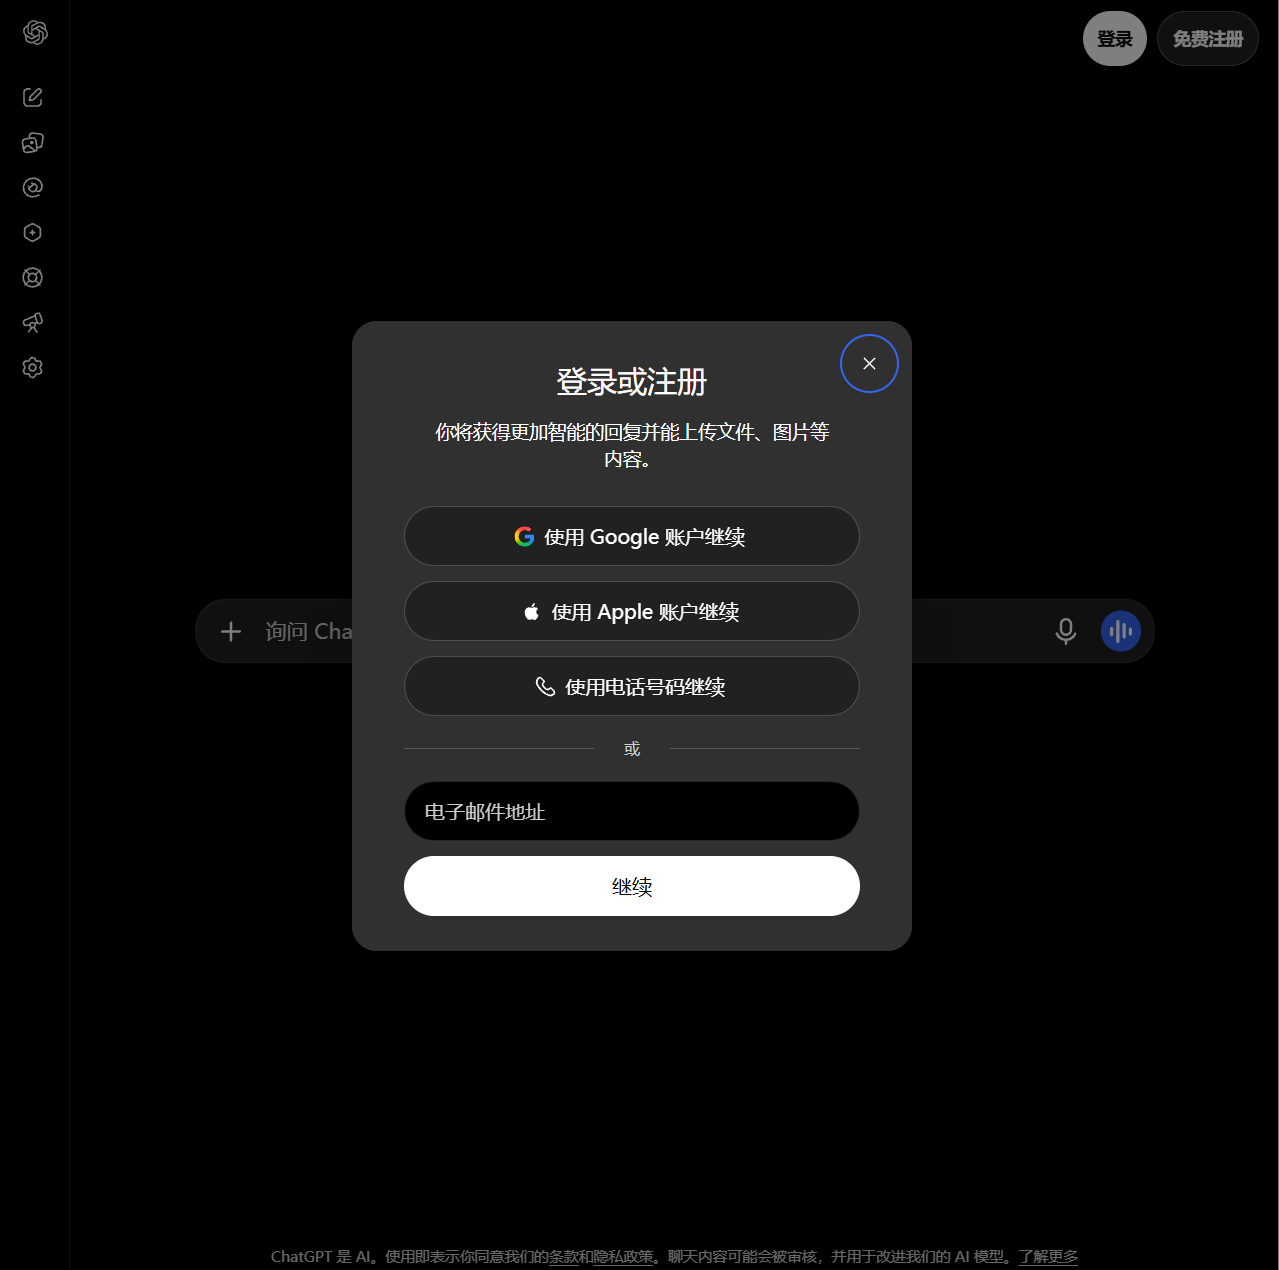 登录
免费注册
登录或注册
你将获得更加智能的回复并能上传文件、图片等
内容。
使用 Google 账户继续
使用 Apple 账户继续
询问 Cha
使用电话号码继续
或
电子邮件地址
继续
ChatGPT 是 AI。使用即表示你同意我们的条款和隐私政策。聊天内容可能会被审核，并用于改进我们的 AI 模型。了解更多